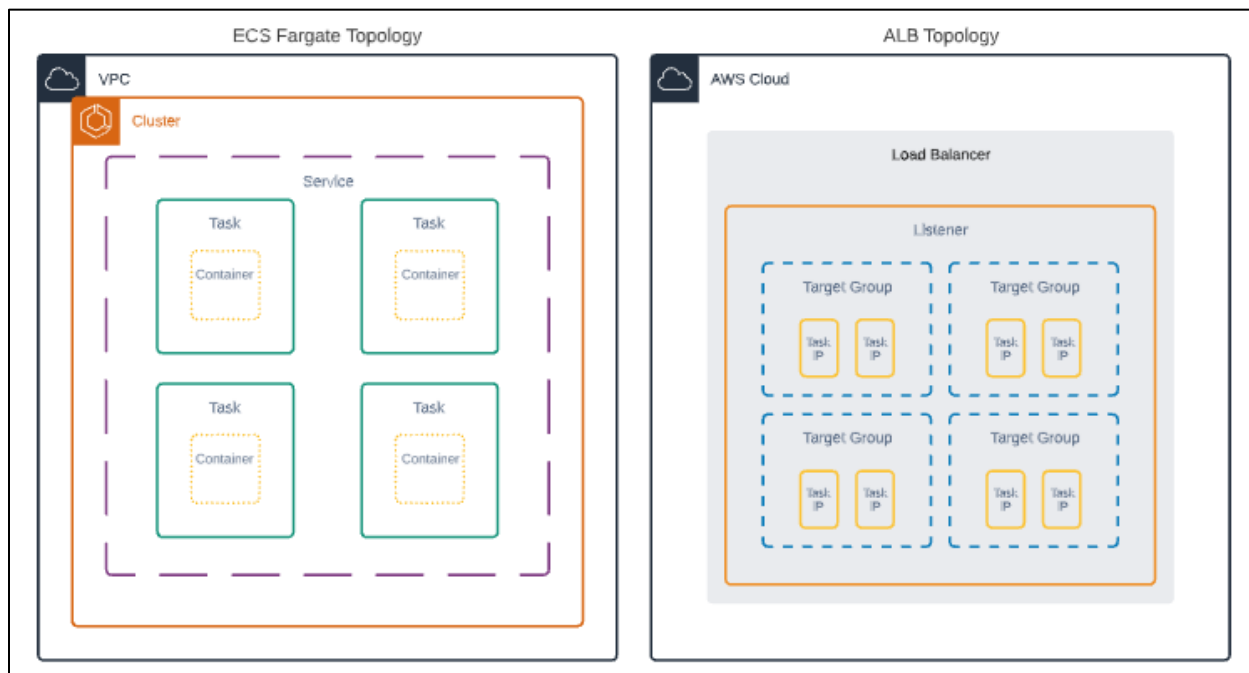 ECS Fargate Topology
VPC
Cluster
Service
Task
Container
Task
Container
Task
Container
Task
Container
ALB Topology
AWS Cloud
Load Balancer
Listener
Target Group
Task
IP
Task
IP
Target Group
Task
IP
Task
IP
Target Group
Task
IP
Task
IP
Target Group
Task
IP
Task
IP